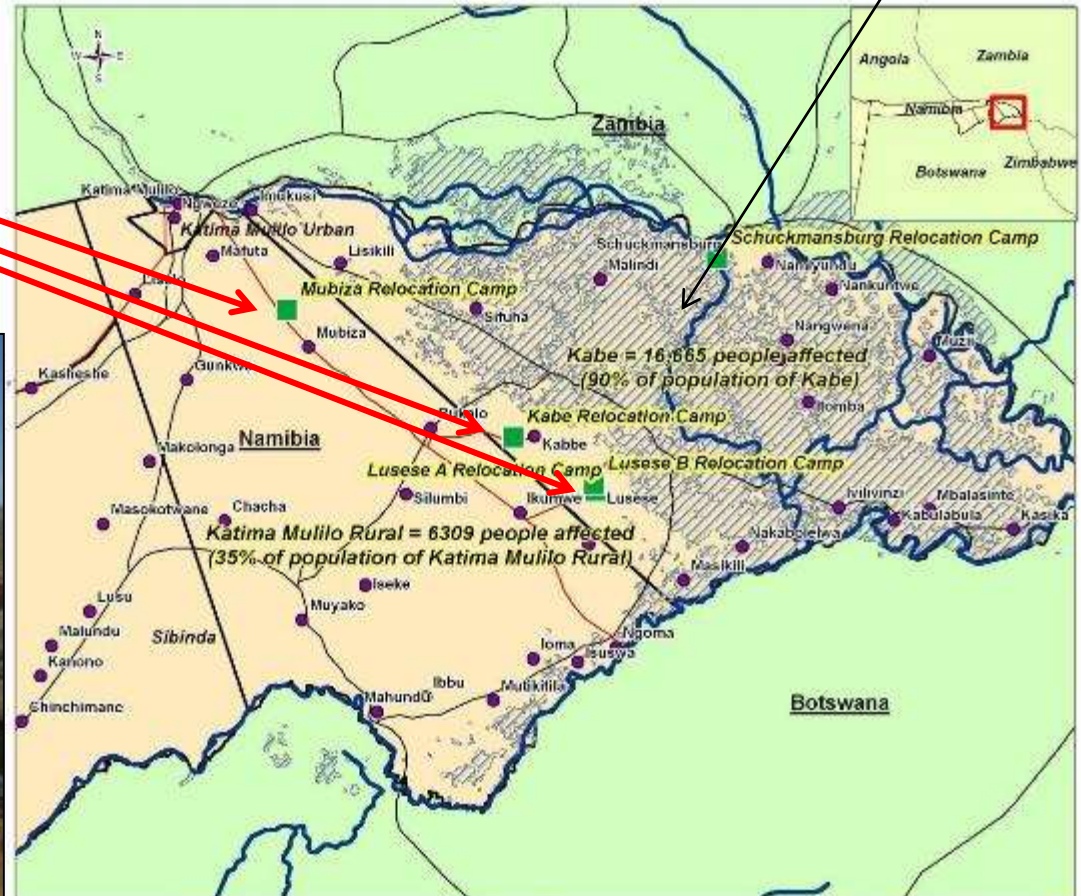 N
W E
S
Angola
Zambia
Namibia
Botswana
Zimbabwe
Zambia
Katima Mulilo
Ngweze
Imukusi
Katima Mulilo Urban
Mafuta
Lisikili
Schuckmansburg
Schuckmansburg Relocation Camp
Malindi
Namiyundu
Nankuntwe
Mubiza Relocation Camp
Sifuha
Mubiza
Nangwena
Muzii
Kabe = 16,665 people affected
(90% of population of Kabe)
Kasheshe
Itomba
Bukalo
Kabe Relocation Camp
Kabbe
Makolonga
Namibia
Lusese A Relocation Camp
Lusese B Relocation Camp
Silumbi
Ikumwe
Lusese
Ivilivinzi
Mbalasinte
Masokotwane
Chacha
Kabulabula
Kasika
Katima Mulilo Rural = 6309 people affected
(35% of population of Katima Mulilo Rural)
Nakabolelwa
Masikili
Iseke
Lusu
Muyako
Malundu
Sibinda
Ngoma
Kanono
Ioma
Isuswa
Ibbu
Mutikitila
Mahundu
Chinchimane
Botswana